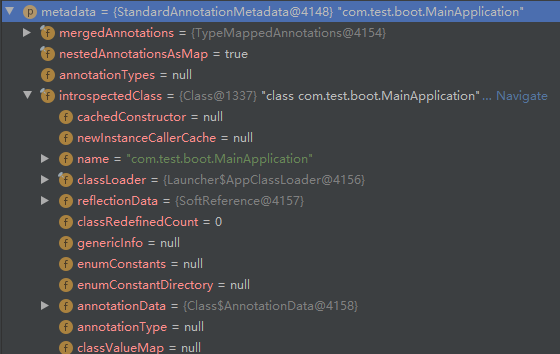 p metadata = {StandardAnnotationMetadata@4148} "com.test.boot.MainApplication"
f mergedAnnotations = {TypeMappedAnnotations@4154}
f nestedAnnotationsAsMap = true
f annotationTypes = null
f introspectedClass = {Class@1337} "class com.test.boot.MainApplication"... Navigate
f cachedConstructor = null
f newInstanceCallerCache = null
f name = "com.test.boot.MainApplication"
f classLoader = {Launcher$AppClassLoader@4156}
f reflectionData = {SoftReference@4157}
f classRedefinedCount = 0
f genericInfo = null
f enumConstants = null
f enumConstantDirectory = null
f annotationData = {Class$AnnotationData@4158}
f annotationType = null
f classValueMap = null